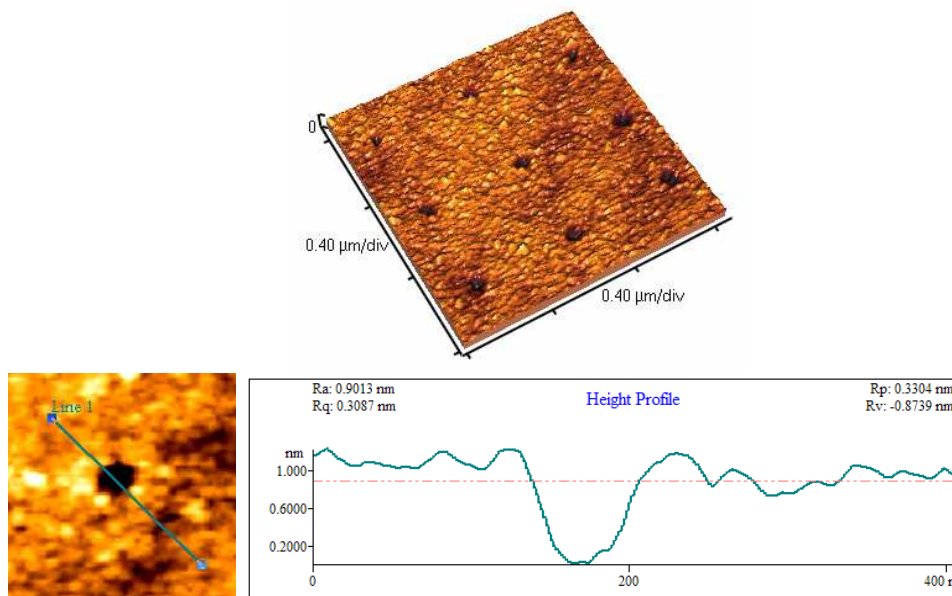 0
0.40 µm/div
0.40 µm/div
Line 1
Ra: 0.9013 nm
Rq: 0.3087 nm
Height Profile
Rp: 0.3304 nm
Rv: -0.8739 nm
nm
1.000
0.6000
0.2000
0
200
400 n